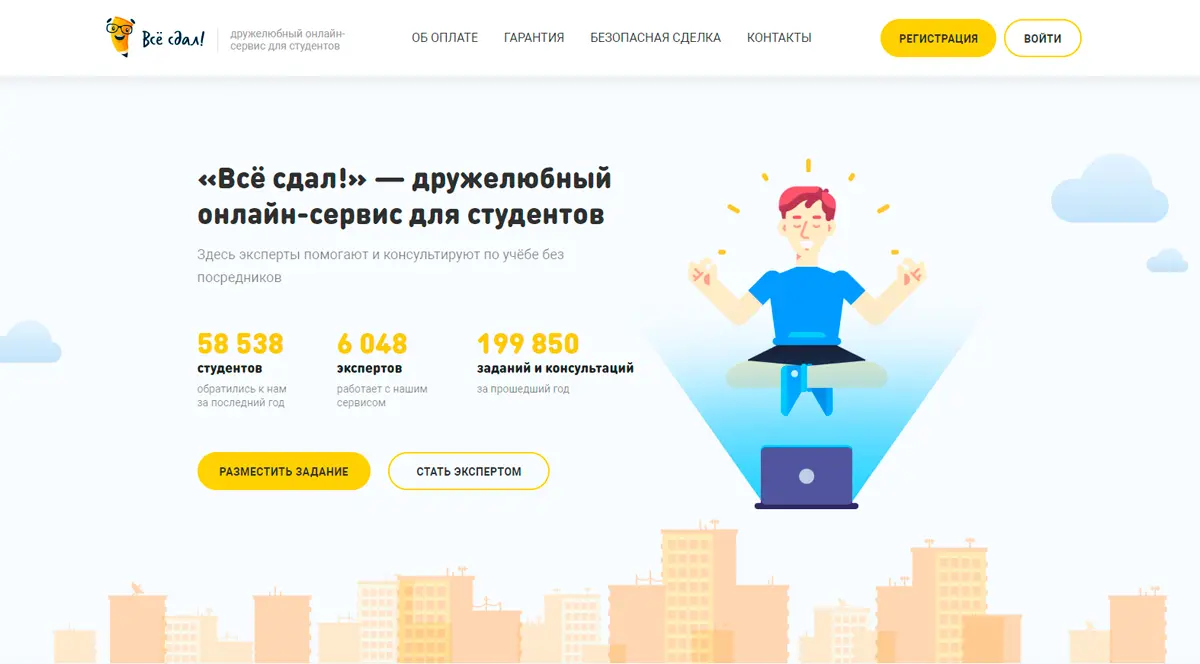 Всё сдал!
дружелюбный онлайн-
сервис для студентов
ОБ ОПЛАТЕ
ГАРАНТИЯ
БЕЗОПАСНАЯ СДЕЛКА
КОНТАКТЫ
РЕГИСТРАЦИЯ
ВОЙТИ
«Всё сдал!» — дружелюбный
онлайн-сервис для студентов
Здесь эксперты помогают и консультируют по учёбе без
посредников
58 538
студентов
обратились к нам
за последний год
6 048
экспертов
работает с нашим
сервисом
199 850
заданий и консультаций
за прошедший год
РАЗМЕСТИТЬ ЗАДАНИЕ
СТАТЬ ЭКСПЕРТОМ